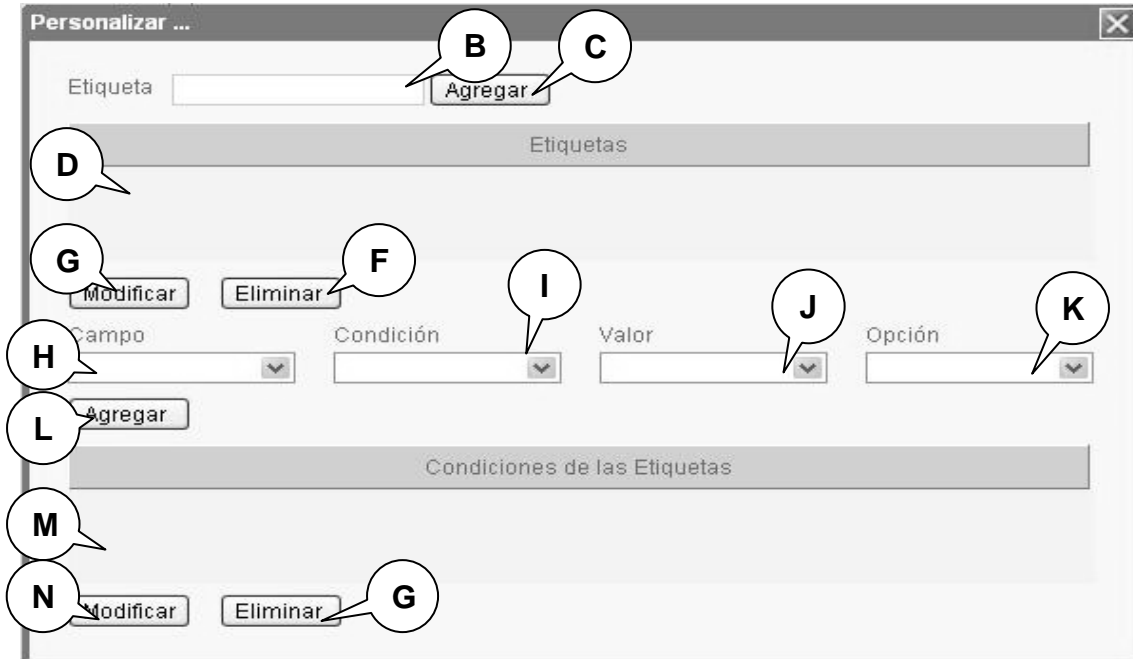 Personalizar ...
B
C
Etiqueta
Agregar
Etiquetas
D
G
F
Modificar
Eliminar
I
J
K
Campo
Condición
Valor
Opción
H
Agregar
L
Condiciones de las Etiquetas
M
N
Modificar
Eliminar
G